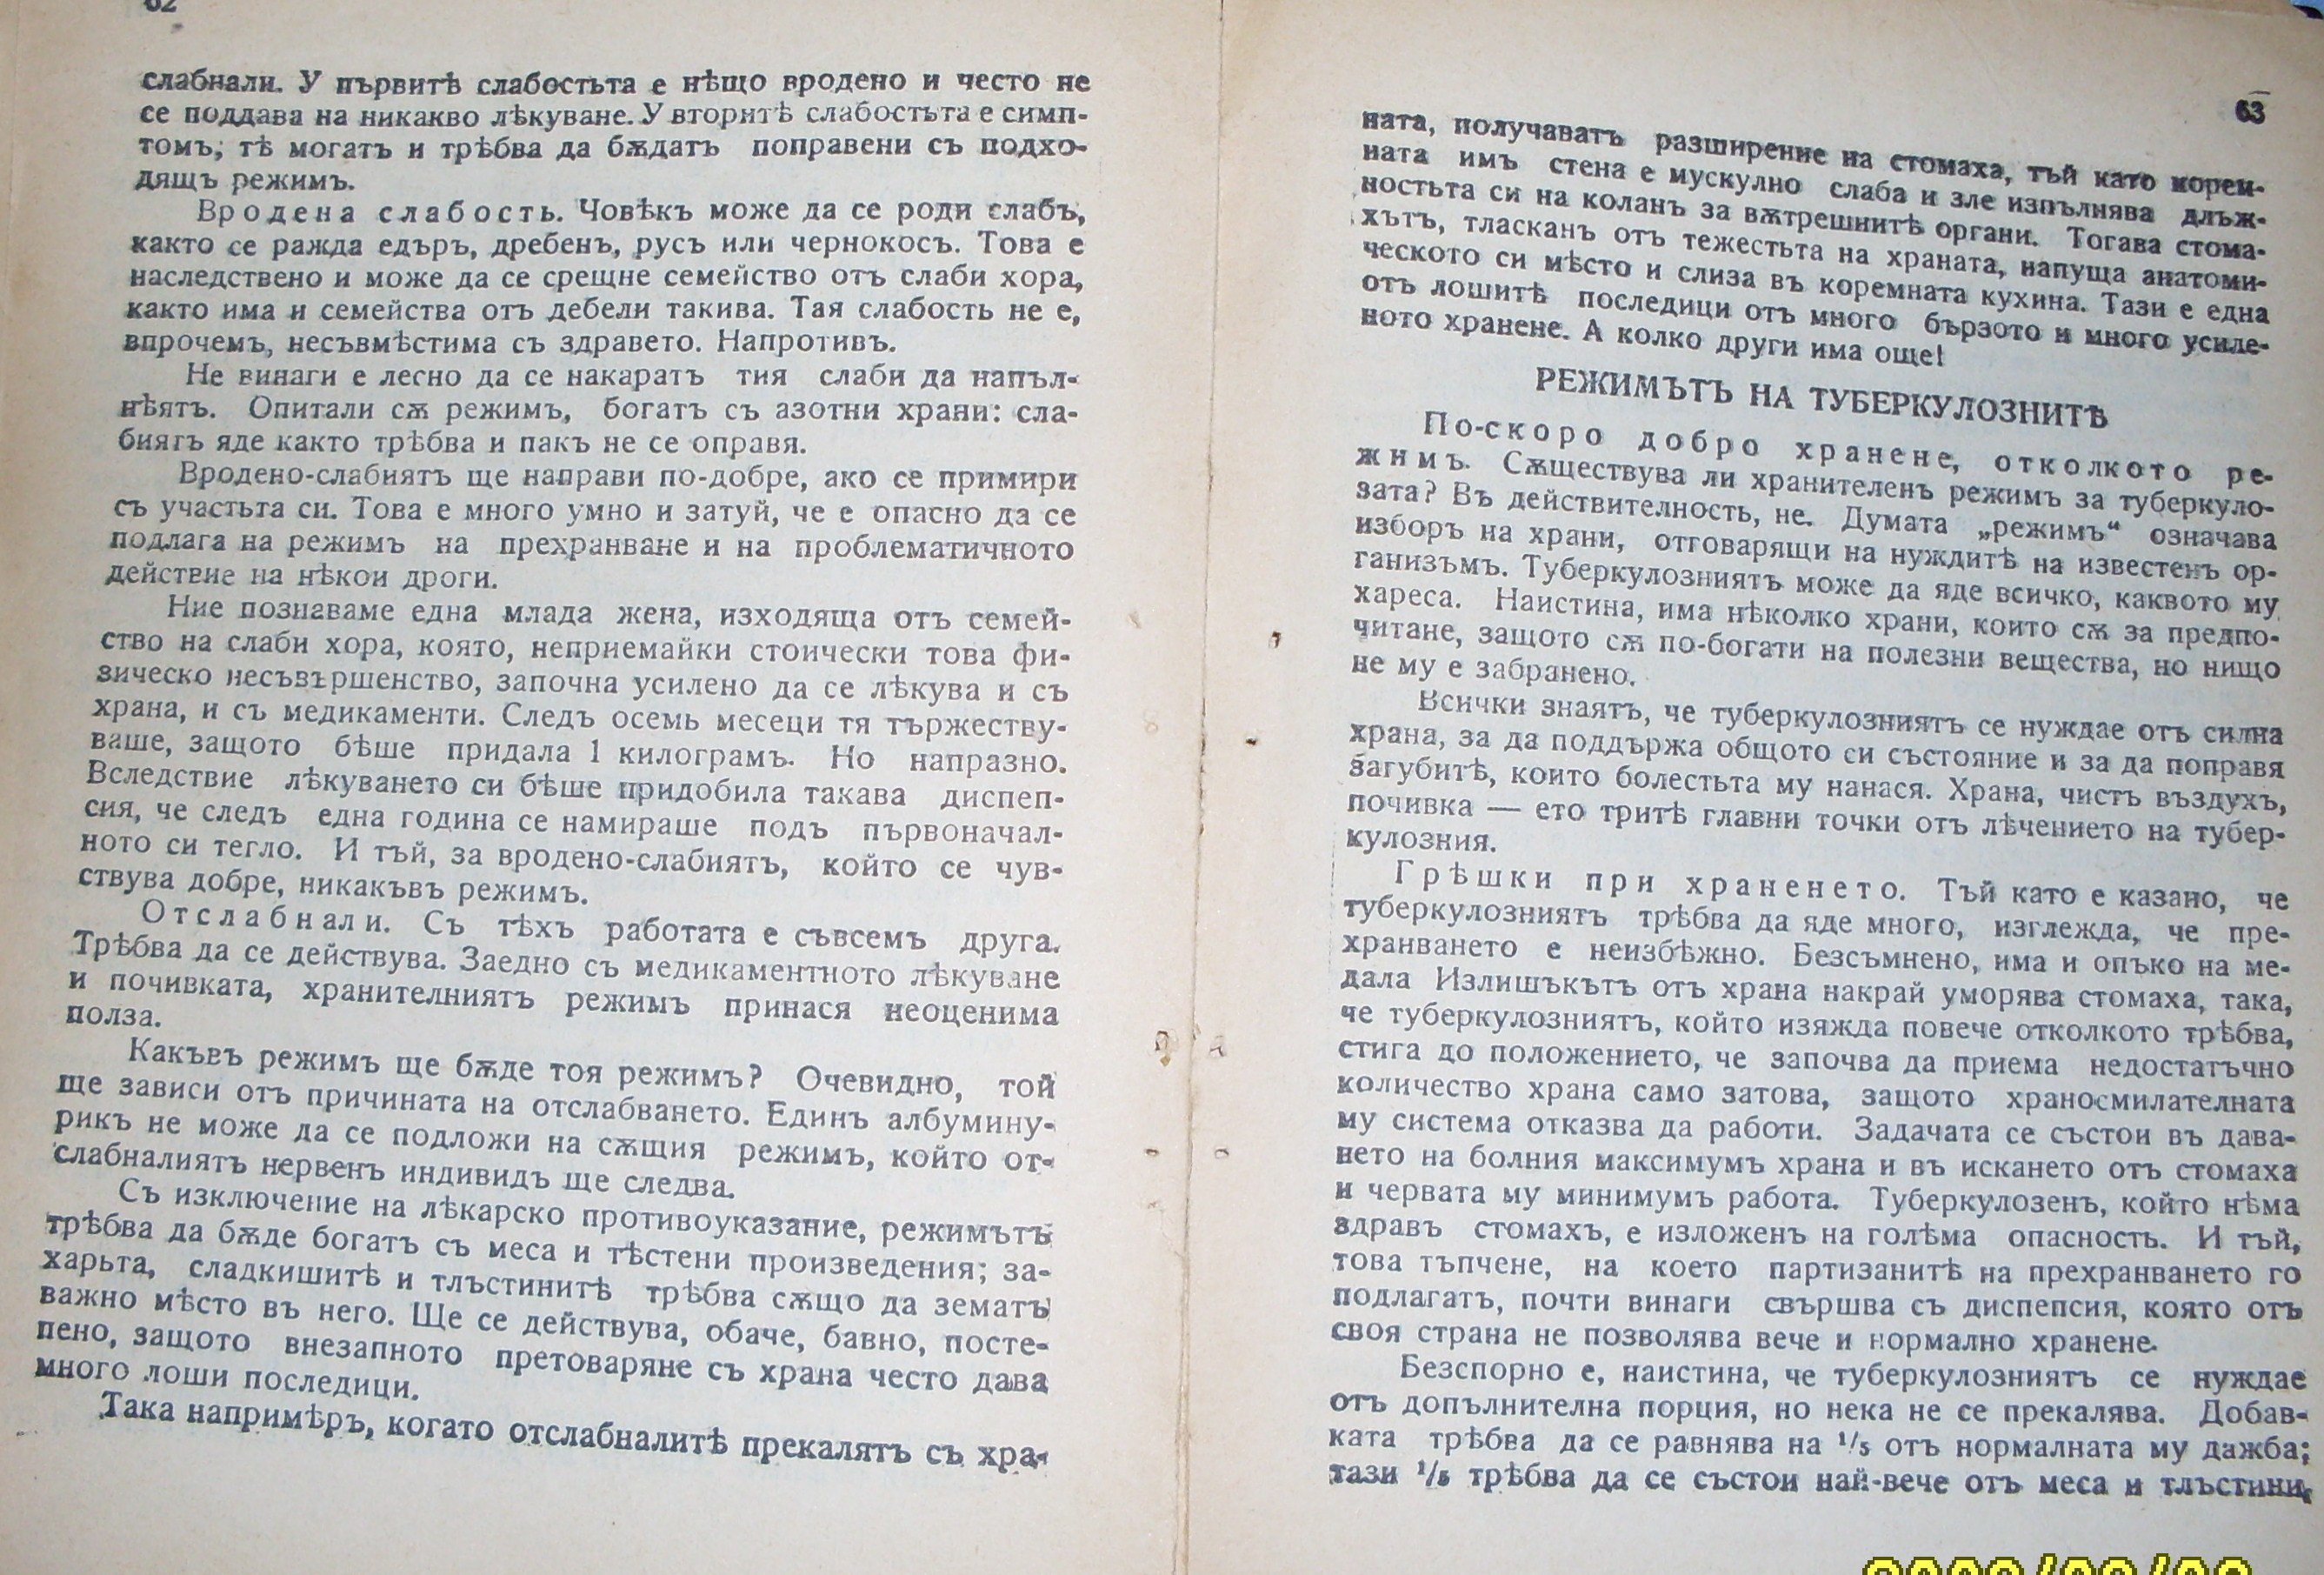 62
слабнали. У първитѣ слабостьта е нѣщо вродено и често не
се поддава на никакво лѣкуване. У вторитѣ слабостьта е симп-
томъ; тѣ могатъ и трѣбва да бѫдатъ поправени съ подхо-
дящъ режимъ.
Вродена слабость. Човѣкъ може да се роди слабъ,
както се ражда едъръ, дребенъ, русъ или чернокосъ. Това е
наследствено и може да се срещне семейство отъ слаби хора,
както има и семейства отъ дебели такива. Тая слабость не е,
впрочемъ, несъвмѣстима съ здравето. Напротивъ.
Не винаги е лесно да се накаратъ тия слаби да напъл-
нѣятъ. Опитали сѫ режимъ, богатъ съ азотни храни: сла-
биятъ яде както трѣбва и пакъ не се оправя.
Вродено-слабиятъ ще направи по-добре, ако се примири
съ участьта си. Това е много умно и затуй, че е опасно да се
подлага на режимъ на прехранване и на проблематичното
действие на нѣкои дроги.
Ние познаваме една млада жена, изходяща отъ семей-
ство на слаби хора, която, неприемайки стоически това фи-
зическо несъвършенство, започна усилено да се лѣкува и съ
храна, и съ медикаменти. Следъ осемь месеци тя тържеству-
ваше, защото бѣше придала 1 килограмъ. Но напразно.
Вследствие лѣкуването си бѣше придобила такава диспеп-
сия, че следъ една година се намираше подъ първоначал-
ното си тегло. И тъй, за вродено-слабиятъ, който се чув-
ствува добре, никакъвъ режимъ.
Отслабнали. Съ тѣхъ работата е съвсемъ друга.
Трѣбва да се действува. Заедно съ медикаментното лѣкуване
и почивката, хранителниятъ режимъ принася неоценима
полза.
Какъвъ режимъ ще бѫде тоя режимъ? Очевидно, той
ще зависи отъ причината на отслабването. Единъ албумину-
рикъ не може да се подложи на сѫщия режимъ, който от-
слабналиятъ нервенъ индивидъ ще следва.
Съ изключение на лѣкарско противоуказание, режимътъ
трѣбва да бѫде богатъ съ меса и тѣстени произведения; за-
харьта, сладкишитѣ и тлъстинитѣ трѣбва сѫщо да зематъ
важно мѣсто въ него. Ще се действува, обаче, бавно, посте-
пено, защото внезапното претоваряне съ храна често дава
много лоши последици.
Така напримѣръ, когато отслабналитѣ прекалятъ съ хра-
63
ната, получаватъ разширение на стомаха, тъй като корем-
ната имъ стена е мускулно слаба и зле изпълнява длъж-
ностьта си на коланъ за вѫтрешнитѣ органи. Тогава стома-
хътъ, тласканъ отъ тежестьта на храната, напуща анатоми-
ческото си мѣсто и слиза въ коремната кухина. Тази е една
отъ лошитѣ последици отъ много бързото и много усиле-
ното хранене. А колко други има още!
РЕЖИМЪТЪ НА ТУБЕРКУЛОЗНИТѢ
По-скоро добро хранене, отколкото ре-
жимъ. Сѫществува ли хранителенъ режимъ за туберкуло-
зата? Въ действителность, не. Думата „режимъ“ означава
изборъ на храни, отговарящи на нуждитѣ на известенъ ор-
ганизъмъ. Туберкулозниятъ може да яде всичко, каквото му
хареса. Наистина, има нѣколко храни, които сѫ за предпо-
читане, защото сѫ по-богати на полезни вещества, но нищо
не му е забранено.
Всички знаятъ, че туберкулозниятъ се нуждае отъ силна
храна, за да поддържа общото си състояние и за да поправя
загубитѣ, които болестьта му нанася. Храна, чистъ въздухъ,
почивка — ето тритѣ главни точки отъ лѣчението на тубер-
кулозния.
Грѣшки при храненето. Тъй като е казано, че
туберкулозниятъ трѣбва да яде много, изглежда, че пре-
хранването е неизбѣжно. Безсъмнено, има и опъко на ме-
дала Излишъкътъ отъ храна накрай уморява стомаха, така,
че туберкулозниятъ, който изяжда повече отколкото трѣбва,
стига до положението, че започва да приема недостатъчно
количество храна само затова, защото храносмилателната
му система отказва да работи. Задачата се състои въ дава-
нето на болния максимумъ храна и въ искането отъ стомаха
и червата му минимумъ работа. Туберкулозенъ, който нѣма
здравъ стомахъ, е изложенъ на голѣма опасность. И тъй,
това тъпчене, на което партизанитѣ на прехранването го
подлагатъ, почти винаги свършва съ диспепсия, която отъ
своя страна не позволява вече и нормално хранене.
Безспорно е, наистина, че туберкулозниятъ се нуждае
отъ допълнителна порция, но нека не се прекалява. Добав-
ката трѣбва да се равнява на ¹/₅ отъ нормалната му дажба;
тази ¹/₅ трѣбва да се състои най-вече отъ меса и тлъстини,